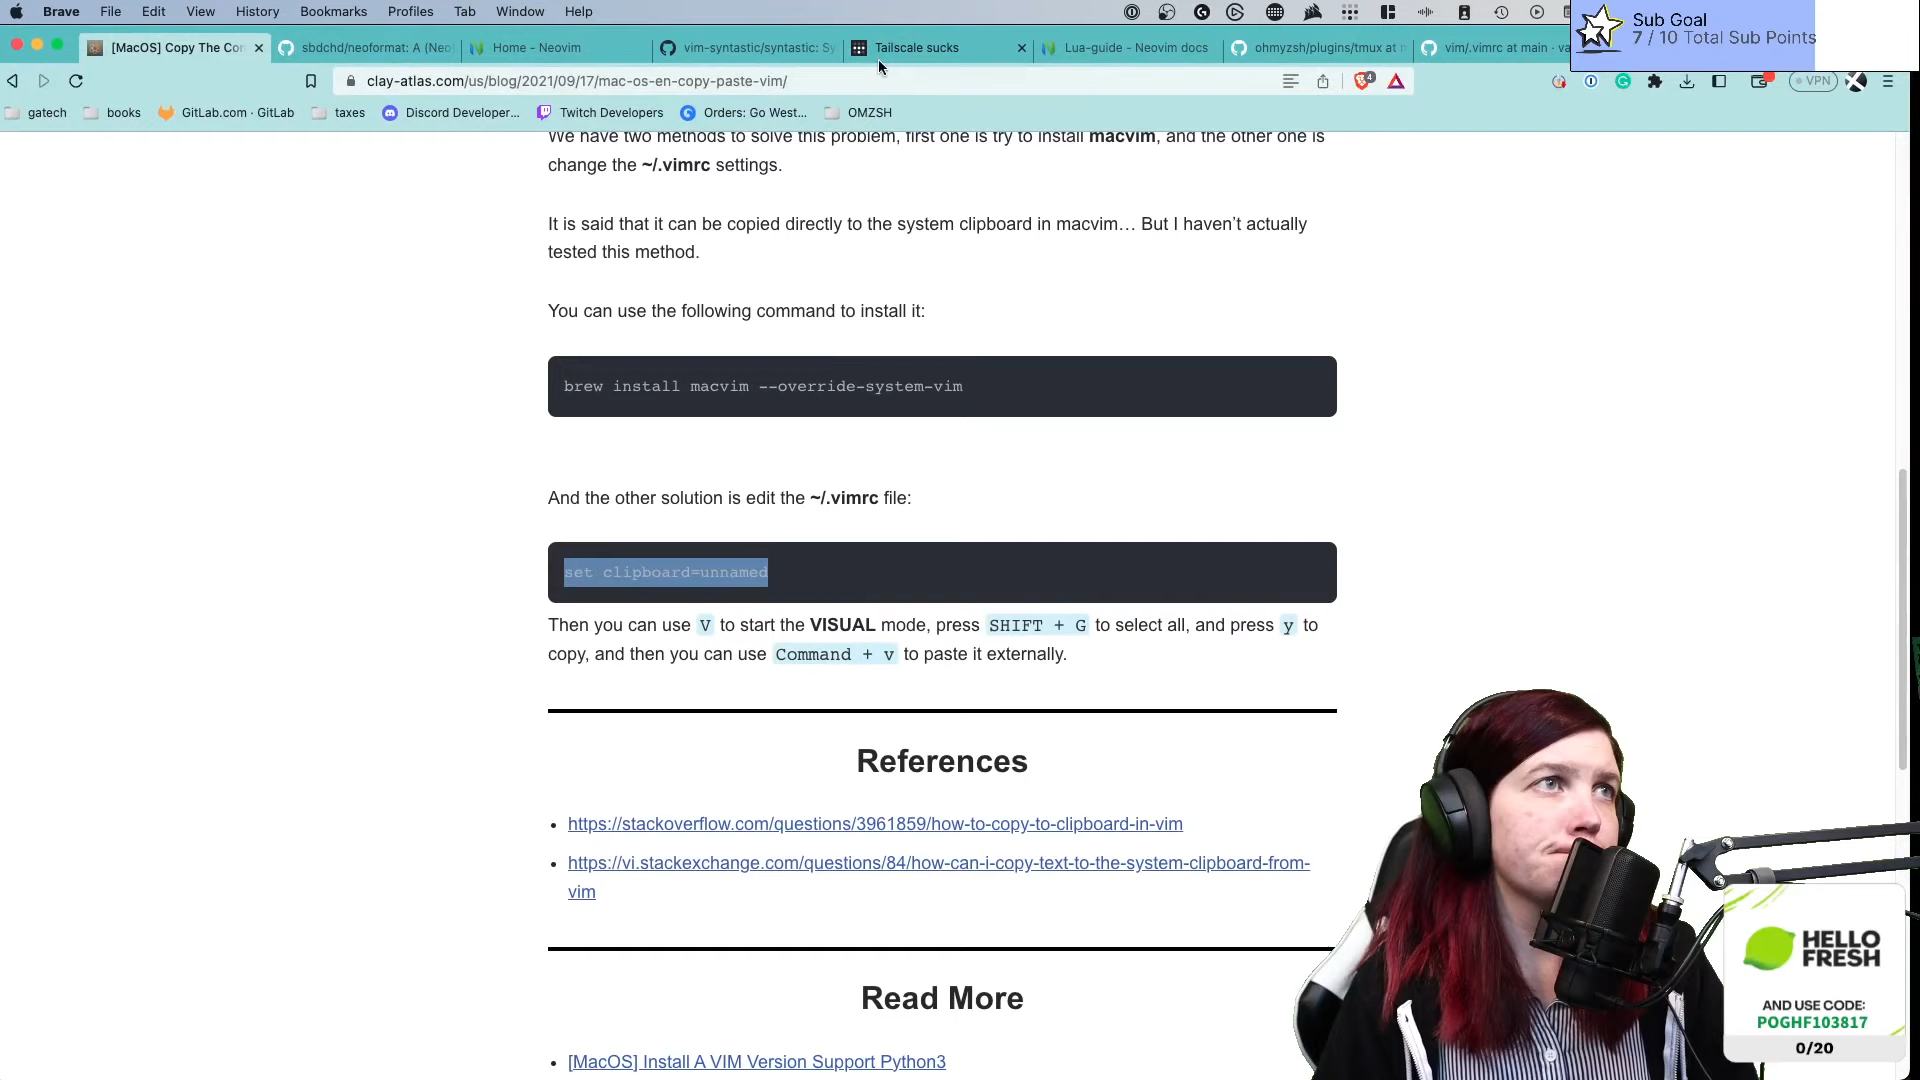 Brave File Edit View History Bookmarks Profiles Tab Window Help
Sub Goal
7 / 10 Total Sub Points
[MacOS] Copy The Con
sbdchd/neoformat: A (Neo
Home - Neovim
vim-syntastic/syntastic: Sy
Tailscale sucks
Lua-guide - Neovim docs
ohmyzsh/plugins/tmux at m
vim/.vimrc at main · va
clay-atlas.com/us/blog/2021/09/17/mac-os-en-copy-paste-vim/
4
VPN
gatech books GitLab.com · GitLab taxes Discord Developer... Twitch Developers Orders: Go West... OMZSH
We have two methods to solve this problem, first one is try to install macvim, and the other one is
change the ~/.vimrc settings.
It is said that it can be copied directly to the system clipboard in macvim… But I haven’t actually
tested this method.
You can use the following command to install it:
brew install macvim --override-system-vim
And the other solution is edit the ~/.vimrc file:
set clipboard=unnamed
Then you can use V to start the VISUAL mode, press SHIFT + G to select all, and press y to
copy, and then you can use Command + v to paste it externally.
References
https://stackoverflow.com/questions/3961859/how-to-copy-to-clipboard-in-vim
https://vi.stackexchange.com/questions/84/how-can-i-copy-text-to-the-system-clipboard-from-
vim
Read More
[MacOS] Install A VIM Version Support Python3
HELLO
FRESH
AND USE CODE:
POGHF103817
0/20